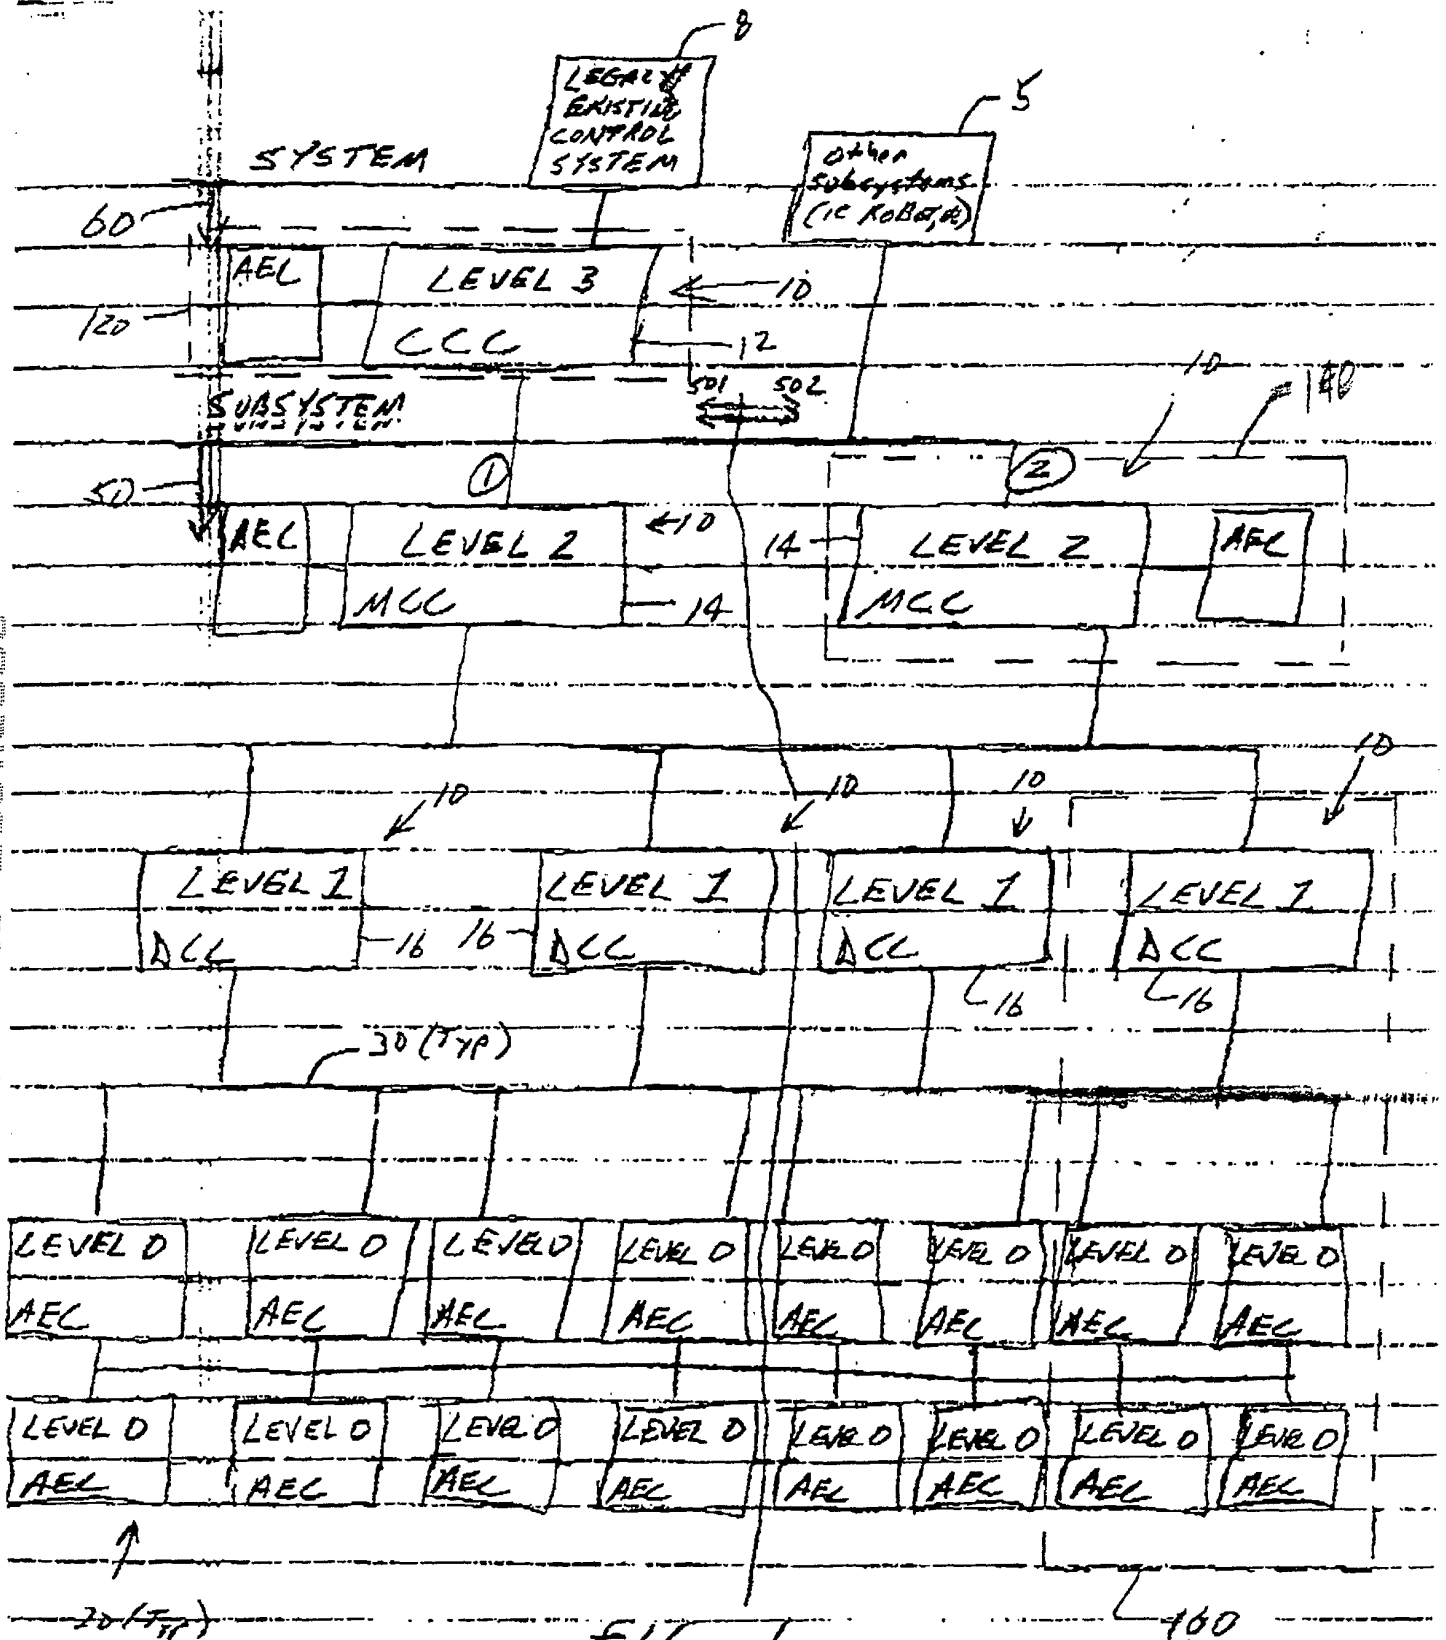 8
LEGACY
EXISTING
CONTROL
SYSTEM
5
other
subsystems
SYSTEM
60
AEC
LEVEL 3
10
120
CCC
12
SUBSYSTEM
501
502
10
140
1
2
50
AEC
LEVEL 2
10
14
LEVEL 2
AEC
MCC
14
MCC
10
10
10
10
LEVEL 1
LEVEL 1
LEVEL 1
LEVEL 1
DCC
16
16
DCC
DCC
DCC
16
16
30 (TYP)
LEVEL 0
LEVEL 0
LEVEL 0
LEVEL 0
LEVEL 0
LEVEL 0
LEVEL 0
LEVEL 0
AEC
AEC
AEC
AEC
AEC
AEC
AEC
AEC
LEVEL 0
LEVEL 0
LEVEL 0
LEVEL 0
LEVEL 0
LEVEL 0
LEVEL 0
LEVEL 0
AEC
AEC
AEC
AEC
AEC
AEC
AEC
AEC
160